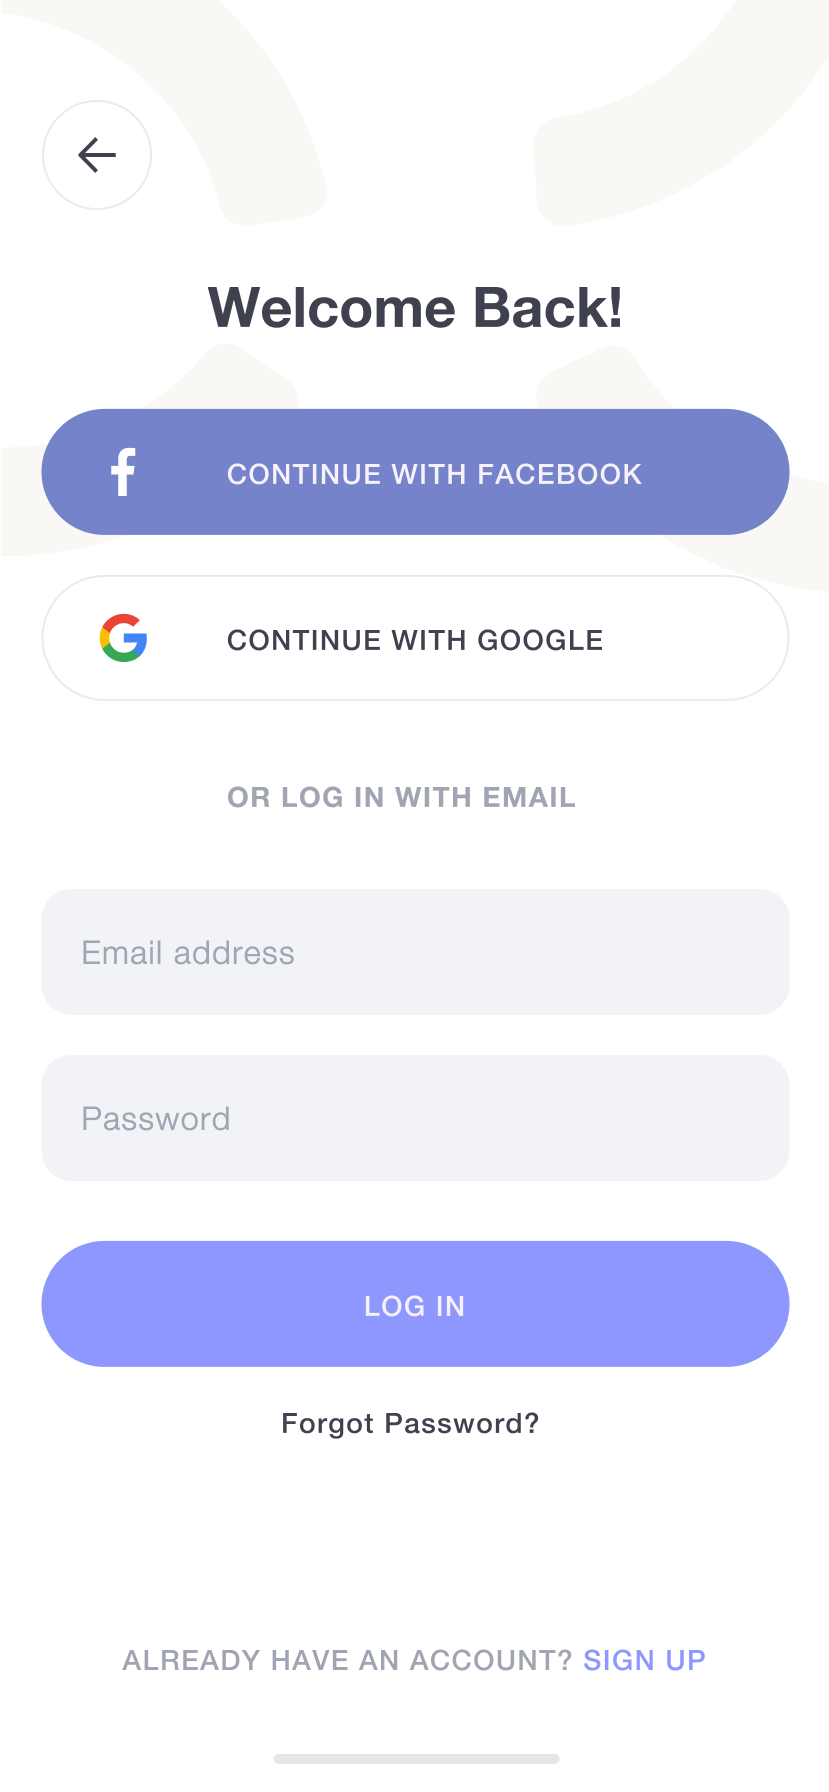 Welcome Back!
CONTINUE WITH FACEBOOK
CONTINUE WITH GOOGLE
OR LOG IN WITH EMAIL
Email address
Password
LOG IN
Forgot Password?
ALREADY HAVE AN ACCOUNT? SIGN UP